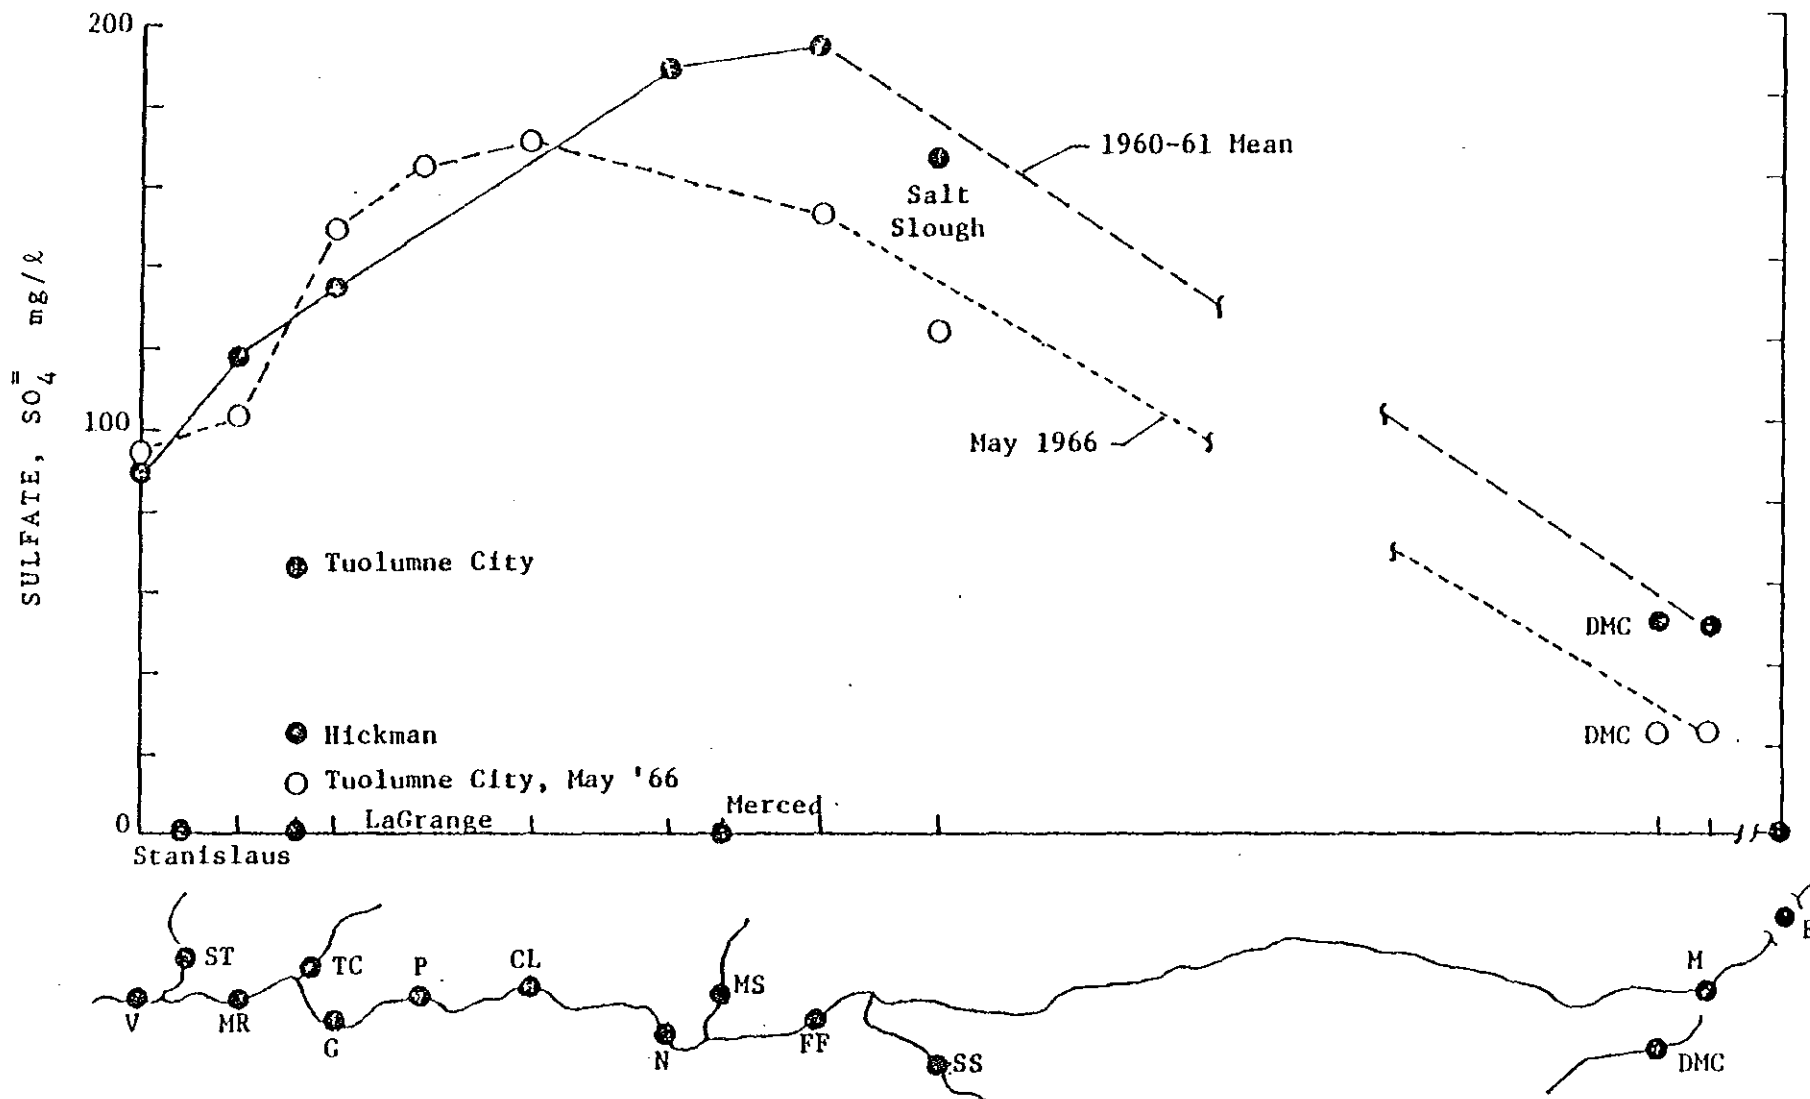 200
1960-61 Mean
Salt
Slough
SULFATE, SO₄⁼ mg/ℓ
100
May 1966
Tuolumne City
DMC
Hickman
DMC
Tuolumne City, May '66
Merced
0
LaGrange
Stanislaus
ST
TC
P
CL
MS
M
V
MR
G
N
FF
SS
DMC